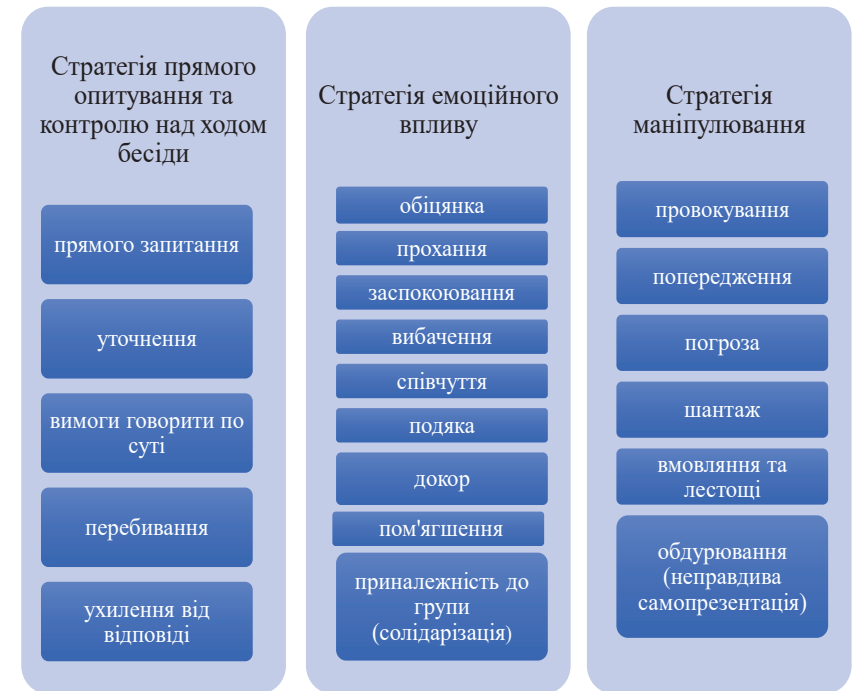 Стратегія прямого
опитування та
контролю над ходом
бесіди
прямого запитання
уточнення
вимоги говорити по
суті
перебивання
ухилення від
відповіді
Стратегія емоційного
впливу
обіцянка
прохання
заспокоювання
вибачення
співчуття
подяка
докор
пом'ягшення
приналежність до
групи
(солідарізація)
Стратегія
маніпулювання
провокування
попередження
погроза
шантаж
вмовляння та
лестощі
обдурювання
(неправдива
самопрезентація)